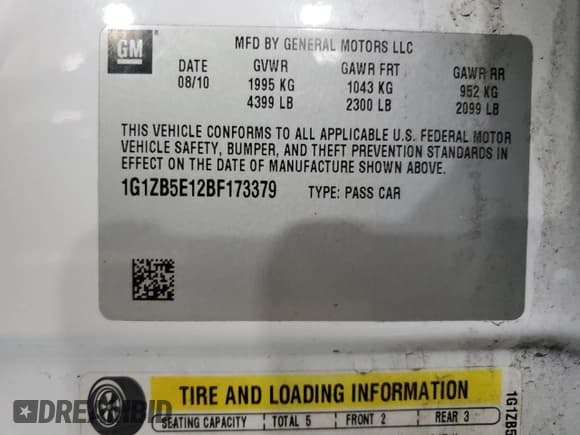 GM
MFD BY GENERAL MOTORS LLC
DATE GVWR GAWR FRT GAWR RR
08/10 1995 KG 1043 KG 952 KG
4399 LB 2300 LB 2099 LB
THIS VEHICLE CONFORMS TO ALL APPLICABLE U.S. FEDERAL MOTOR
VEHICLE SAFETY, BUMPER, AND THEFT PREVENTION STANDARDS IN
EFFECT ON THE DATE OF MANUFACTURE SHOWN ABOVE.
1G1ZB5E12BF173379 TYPE: PASS CAR
TIRE AND LOADING INFORMATION
SEATING CAPACITY TOTAL 5 FRONT 2 REAR 3
1G1ZB5
DREAMBID